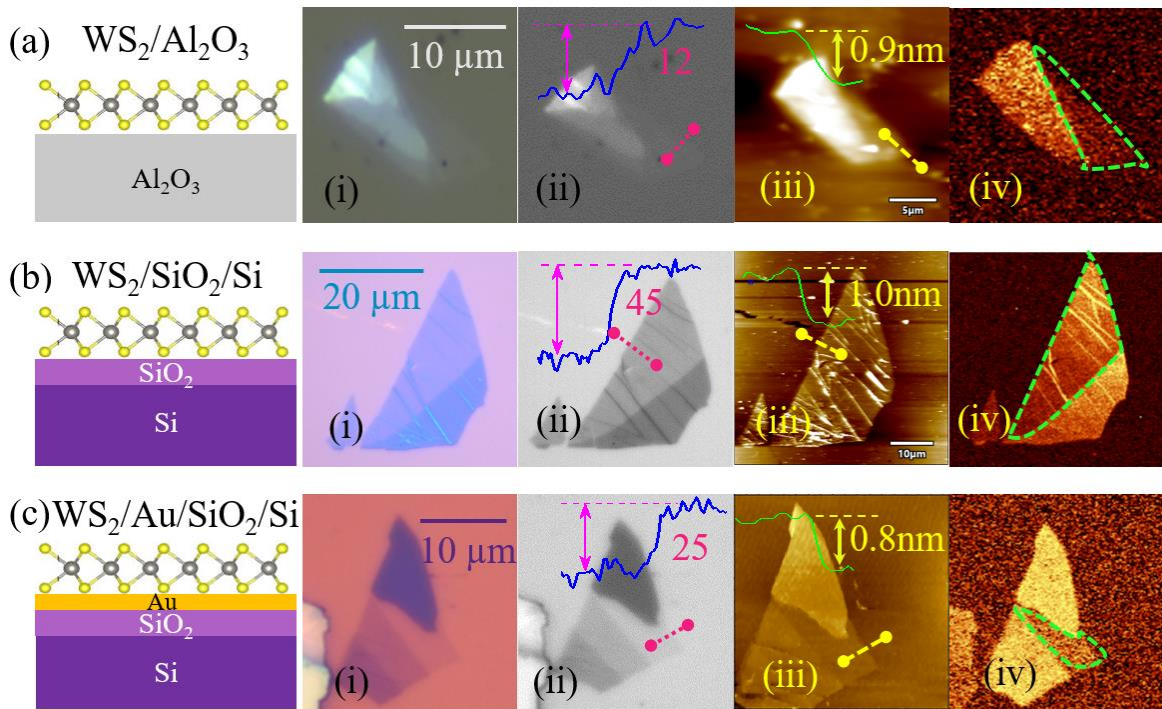 (a) WS₂/Al₂O₃
Al₂O₃
10 µm
(i)
12
(ii)
0.9nm
(iii)
5µm
(iv)
(b) WS₂/SiO₂/Si
SiO₂
Si
20 µm
(i)
45
(ii)
1.0nm
(iii)
10µm
(iv)
(c) WS₂/Au/SiO₂/Si
Au
SiO₂
Si
10 µm
(i)
25
(ii)
0.8nm
(iii)
(iv)